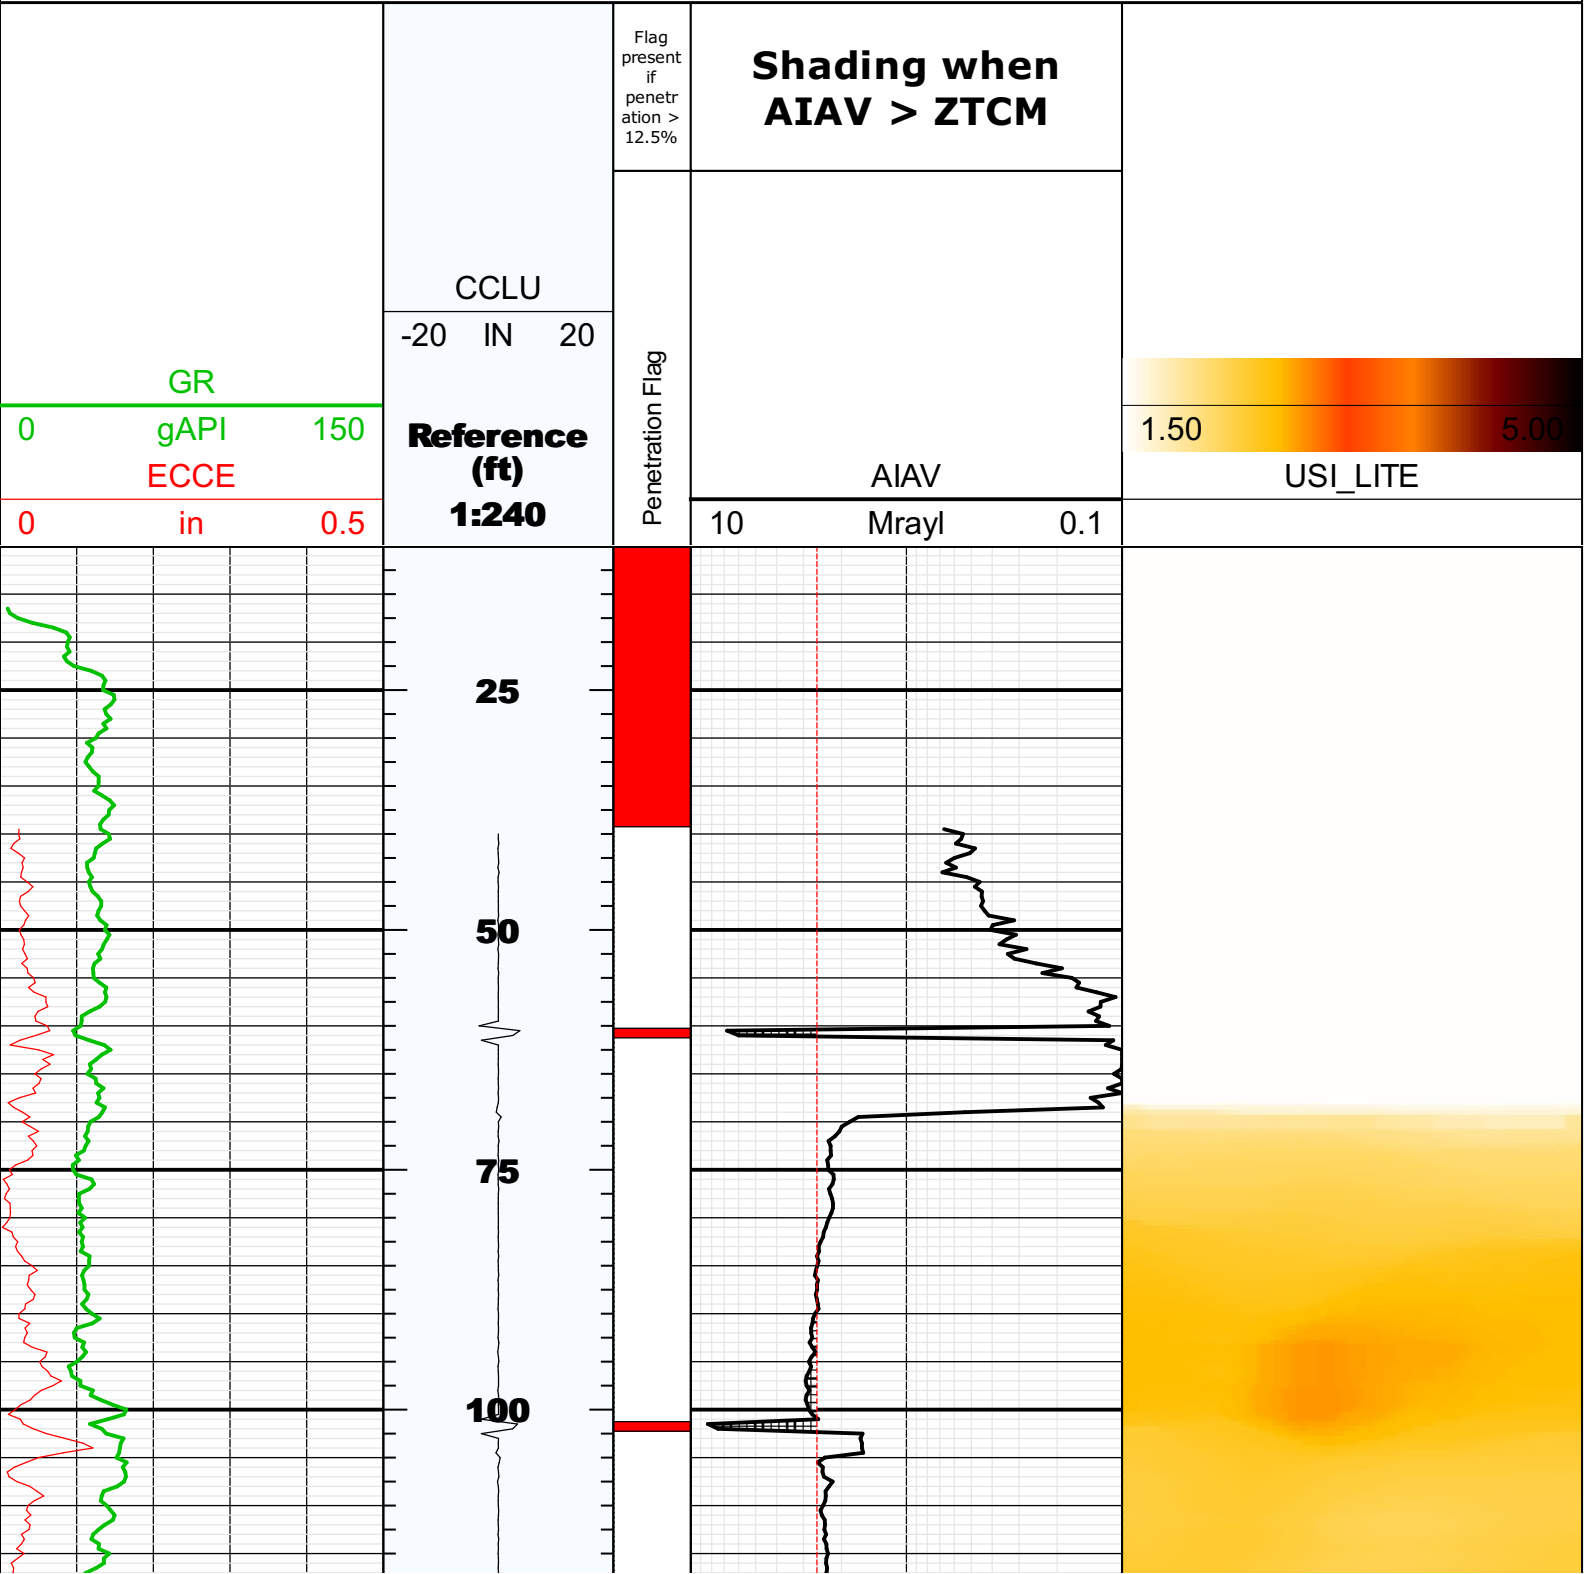 Flag
present
if
penetr
ation >
12.5%
Shading when
AIAV > ZTCM
CCLU
-20 IN 20
GR
0 gAPI 150
ECCE
0 in 0.5
Reference
(ft)
1:240
Penetration Flag
AIAV
10 Mrayl 0.1
1.50 5.00
USI_LITE
25
50
75
100